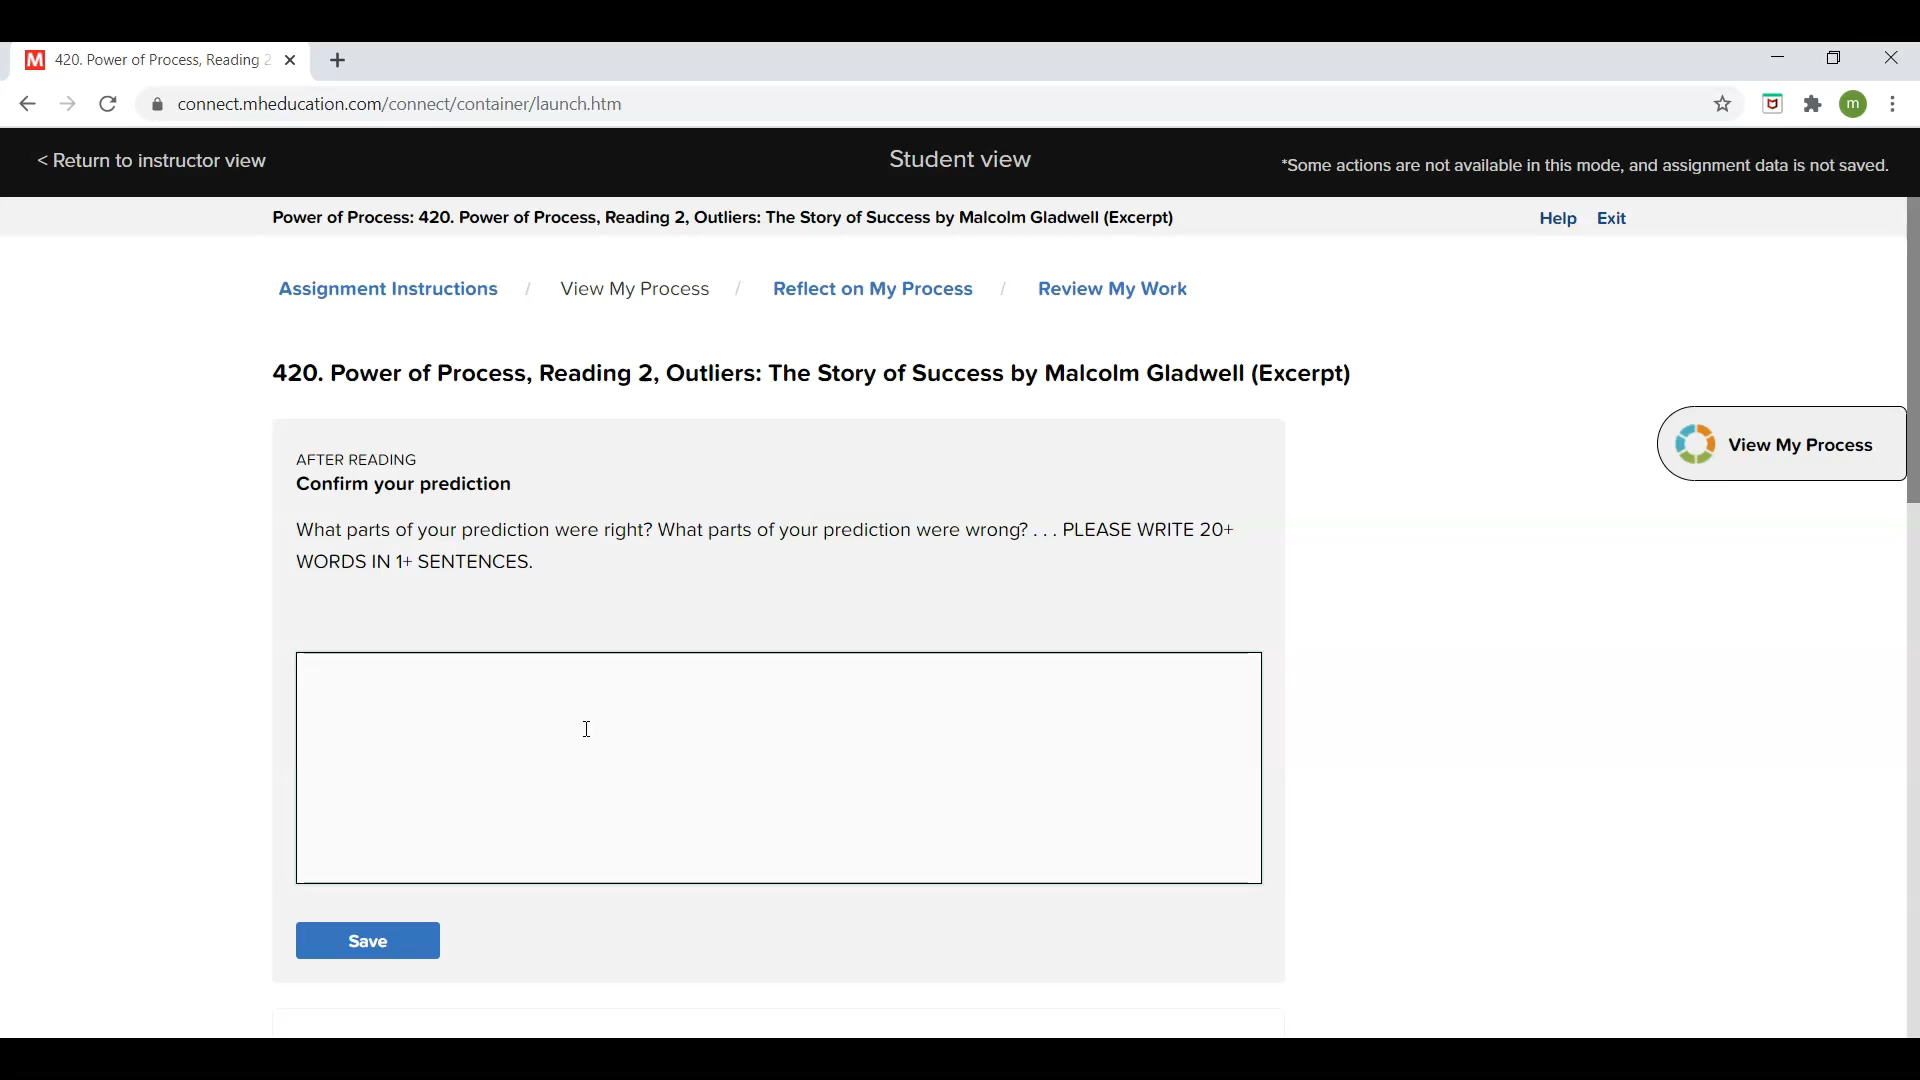 M 420. Power of Process, Reading 2
connect.mheducation.com/connect/container/launch.htm
m
< Return to instructor view
Student view
*Some actions are not available in this mode, and assignment data is not saved.
Power of Process: 420. Power of Process, Reading 2, Outliers: The Story of Success by Malcolm Gladwell (Excerpt)
Help Exit
Assignment Instructions / View My Process / Reflect on My Process / Review My Work
420. Power of Process, Reading 2, Outliers: The Story of Success by Malcolm Gladwell (Excerpt)
View My Process
AFTER READING
Confirm your prediction
What parts of your prediction were right? What parts of your prediction were wrong? . . . PLEASE WRITE 20+
WORDS IN 1+ SENTENCES.
Save